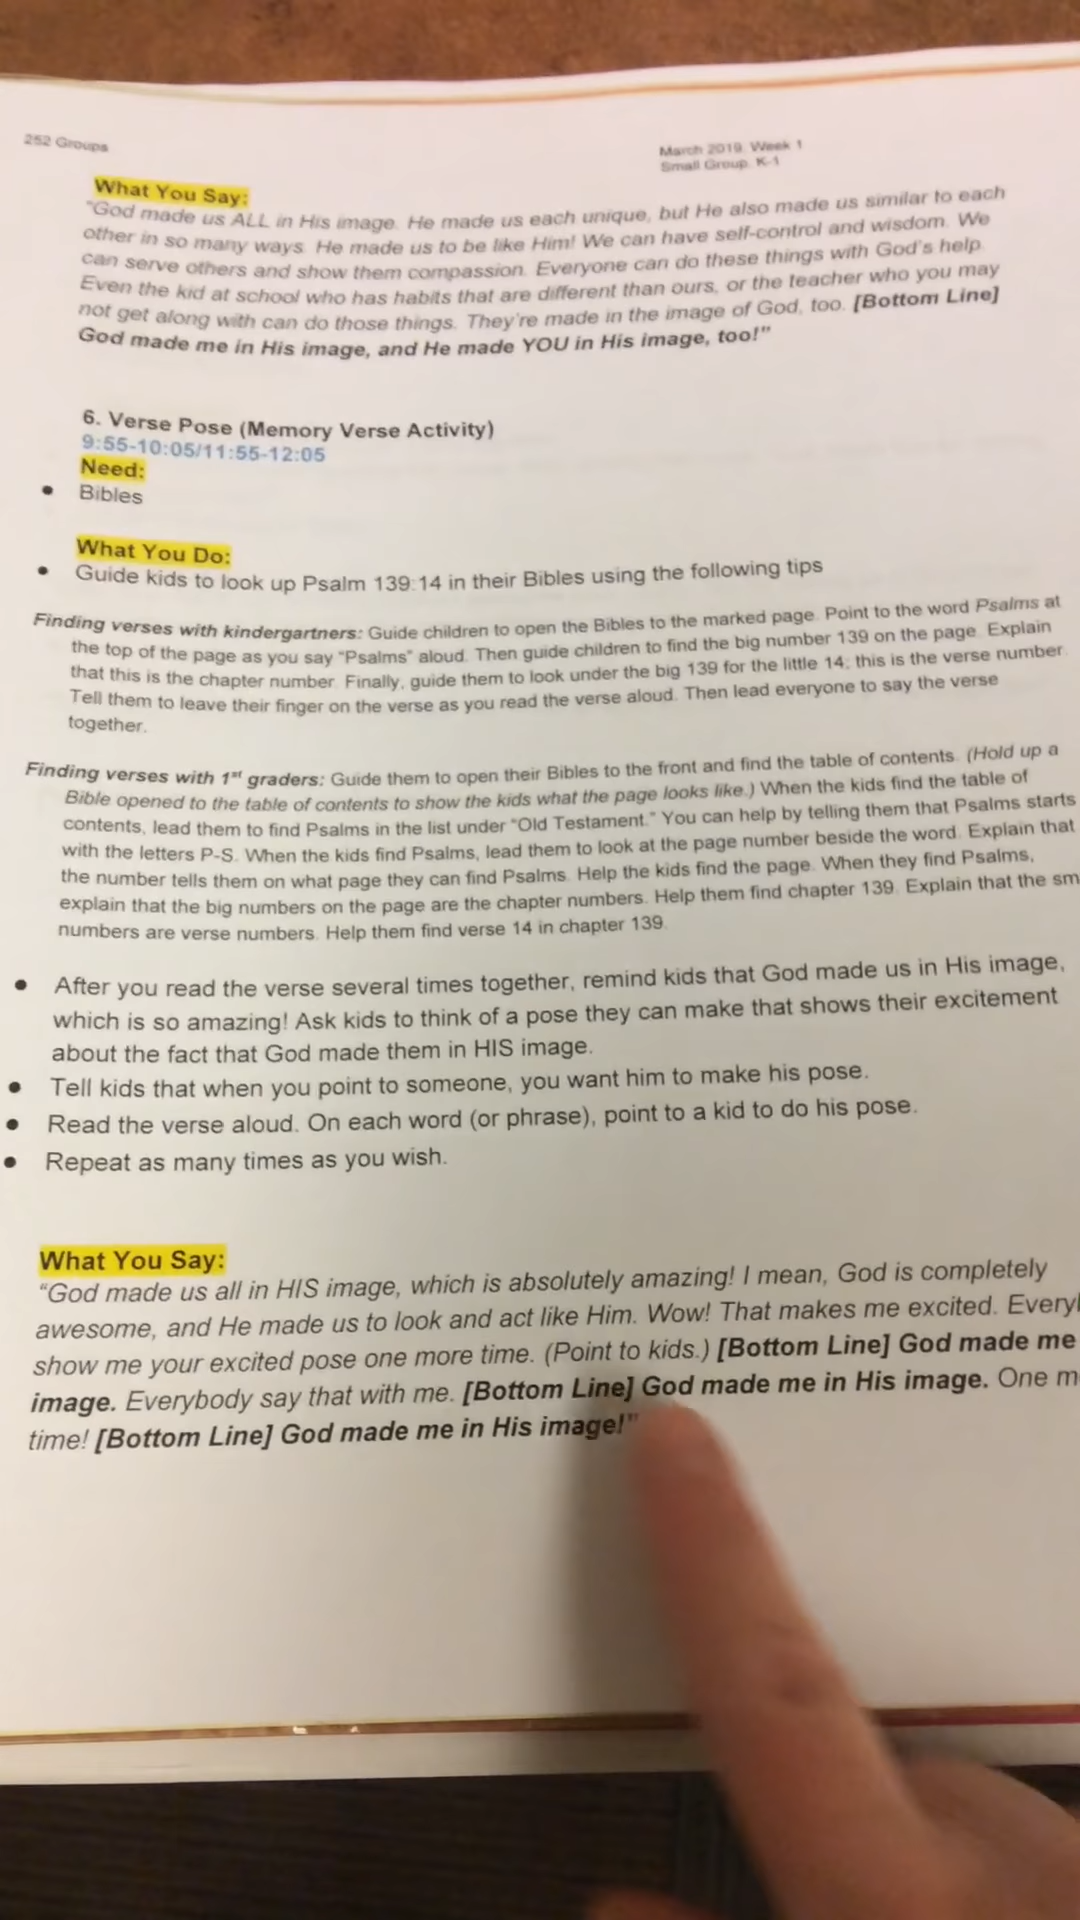 252 Groups
March 2019, Week 1
Small Group, K-1
What You Say:
"God made us ALL in His image. He made us each unique, but He also made us similar to each
other in so many ways. He made us to be like Him! We can have self-control and wisdom. We
can serve others and show them compassion. Everyone can do these things with God's help.
Even the kid at school who has habits that are different than ours, or the teacher who you may
not get along with can do those things. They're made in the image of God, too. [Bottom Line]
God made me in His image, and He made YOU in His image, too!"
6. Verse Pose (Memory Verse Activity)
9:55-10:05/11:55-12:05
Need:
• Bibles
What You Do:
• Guide kids to look up Psalm 139:14 in their Bibles using the following tips
Finding verses with kindergartners: Guide children to open the Bibles to the marked page. Point to the word Psalms at
the top of the page as you say "Psalms" aloud. Then guide children to find the big number 139 on the page. Explain
that this is the chapter number. Finally, guide them to look under the big 139 for the little 14; this is the verse number.
Tell them to leave their finger on the verse as you read the verse aloud. Then lead everyone to say the verse
together.
Finding verses with 1st graders: Guide them to open their Bibles to the front and find the table of contents. (Hold up a
Bible opened to the table of contents to show the kids what the page looks like.) When the kids find the table of
contents, lead them to find Psalms in the list under "Old Testament." You can help by telling them that Psalms starts
with the letters P-S. When the kids find Psalms, lead them to look at the page number beside the word. Explain that
the number tells them on what page they can find Psalms. Help the kids find the page. When they find Psalms,
explain that the big numbers on the page are the chapter numbers. Help them find chapter 139. Explain that the sm
numbers are verse numbers. Help them find verse 14 in chapter 139.
• After you read the verse several times together, remind kids that God made us in His image,
which is so amazing! Ask kids to think of a pose they can make that shows their excitement
about the fact that God made them in HIS image.
• Tell kids that when you point to someone, you want him to make his pose.
• Read the verse aloud. On each word (or phrase), point to a kid to do his pose.
• Repeat as many times as you wish.
What You Say:
"God made us all in HIS image, which is absolutely amazing! I mean, God is completely
awesome, and He made us to look and act like Him. Wow! That makes me excited. Every
show me your excited pose one more time. (Point to kids.) [Bottom Line] God made me
image. Everybody say that with me. [Bottom Line] God made me in His image. One m
time! [Bottom Line] God made me in His image!"